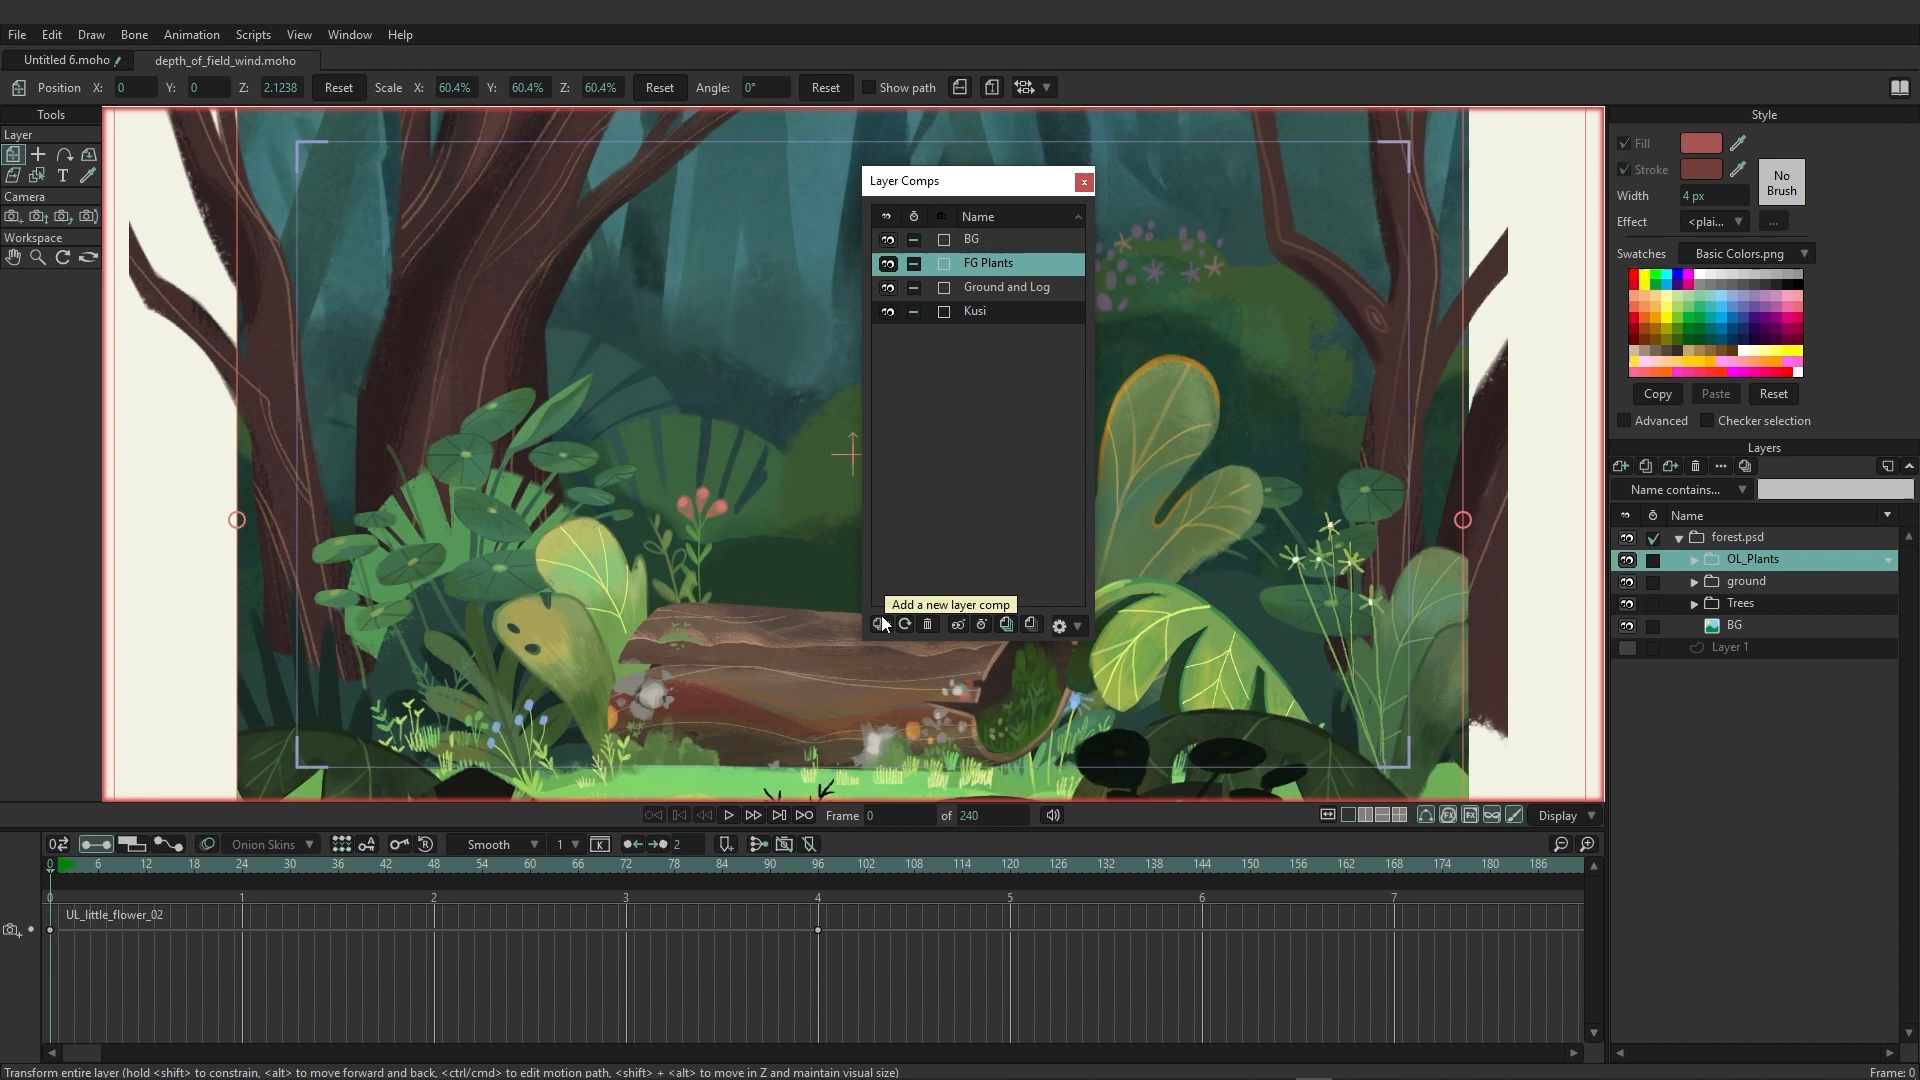 File Edit Draw Bone Animation Scripts View Window Help
Untitled 6.moho depth_of_field_wind.moho
Position X: 0 Y: 0 Z: 2.1238 Reset Scale X: 60.4% Y: 60.4% Z: 60.4% Reset Angle: 0° Reset Show path
Tools
Layer
T
Camera
Workspace
Layer Comps
x
Name
BG
FG Plants
Ground and Log
Kusi
Add a new layer comp
Style
Fill
Stroke
No
Brush
Width 4 px
Effect <plai... ...
Swatches Basic Colors.png
Copy Paste Reset
Advanced Checker selection
Layers
Name contains...
Name
forest.psd
OL_Plants
ground
Trees
BG
Layer 1
Frame 0 of 240
Display
Onion Skins Smooth 1 K 2
0 6 12 18 24 30 36 42 48 54 60 66 72 78 84 90 96 102 108 114 120 126 132 138 144 150 156 162 168 174 180 186
0 1 2 3 4 5 6 7
UL_little_flower_02
Transform entire layer (hold <shift> to constrain, <alt> to move forward and back, <ctrl/cmd> to edit motion path, <shift> + <alt> to move in Z and maintain visual size)
Frame: 0